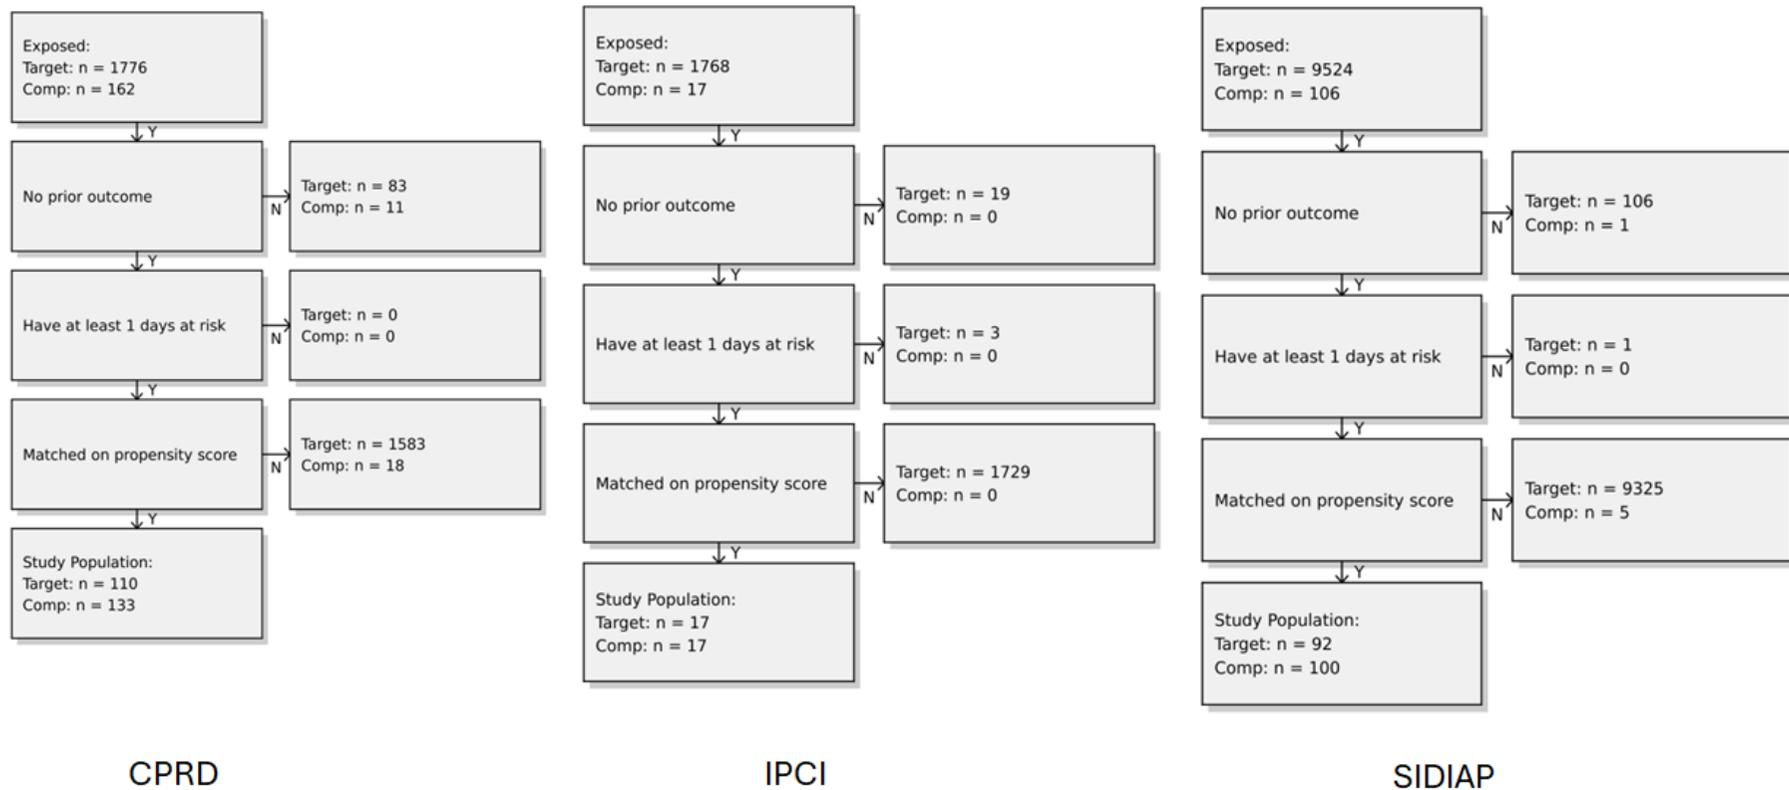 Exposed:
Target: n = 1776
Comp: n = 162
Y
No prior outcome
N
Target: n = 83
Comp: n = 11
Y
Have at least 1 days at risk
N
Target: n = 0
Comp: n = 0
Y
Matched on propensity score
N
Target: n = 1583
Comp: n = 18
Y
Study Population:
Target: n = 110
Comp: n = 133
CPRD
Exposed:
Target: n = 1768
Comp: n = 17
Y
No prior outcome
N
Target: n = 19
Comp: n = 0
Y
Have at least 1 days at risk
N
Target: n = 3
Comp: n = 0
Y
Matched on propensity score
N
Target: n = 1729
Comp: n = 0
Y
Study Population:
Target: n = 17
Comp: n = 17
IPCI
Exposed:
Target: n = 9524
Comp: n = 106
Y
No prior outcome
N
Target: n = 106
Comp: n = 1
Y
Have at least 1 days at risk
N
Target: n = 1
Comp: n = 0
Y
Matched on propensity score
N
Target: n = 9325
Comp: n = 5
Y
Study Population:
Target: n = 92
Comp: n = 100
SIDIAP